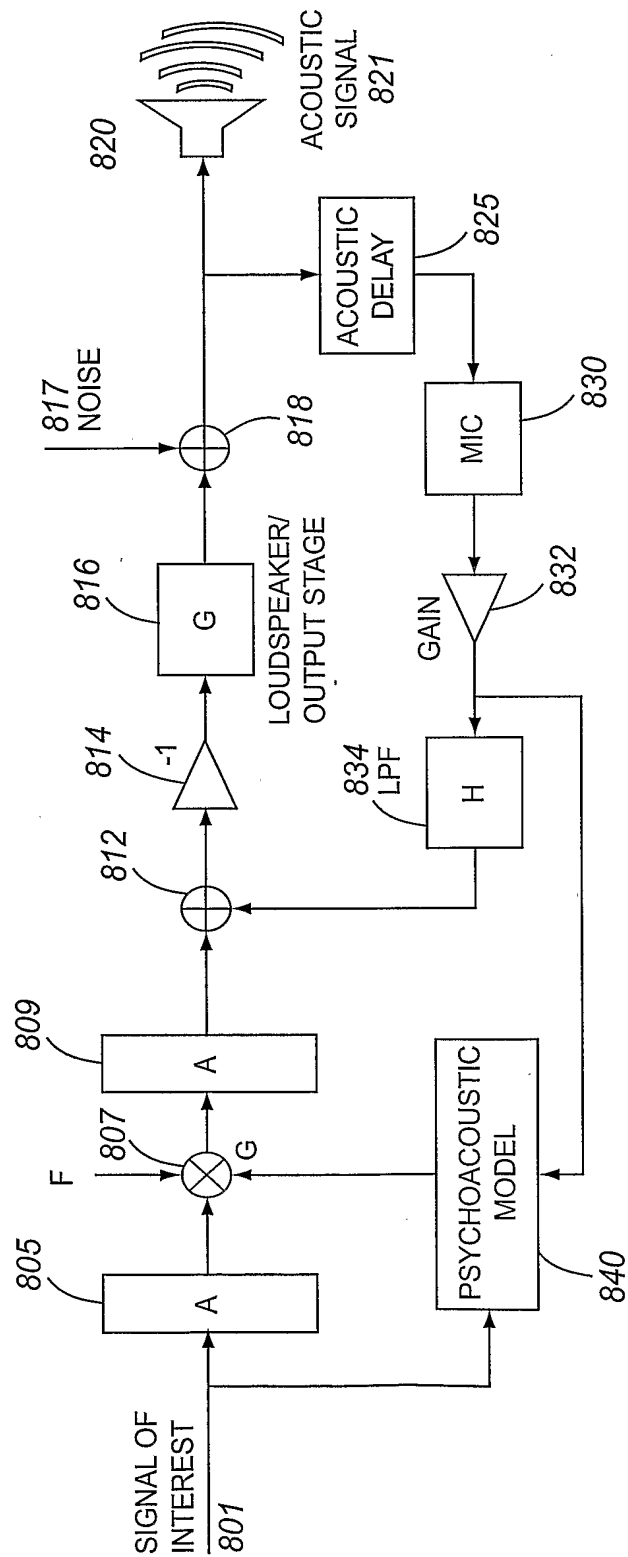 SIGNAL OF
INTEREST
801
805
A
F
807
G
809
A
812
814
-1
816
G
LOUDSPEAKER/
OUTPUT STAGE
817
NOISE
818
820
ACOUSTIC
SIGNAL
821
ACOUSTIC
DELAY
825
MIC
830
GAIN
832
834
LPF
H
PSYCHOACOUSTIC
MODEL
840